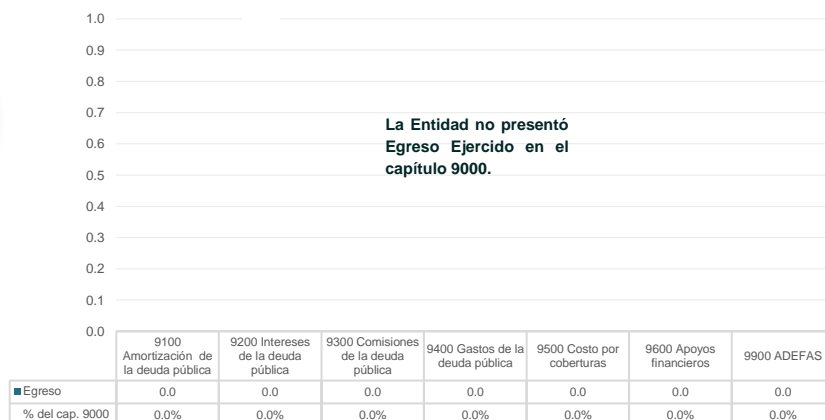 1.0
0.9
0.8
0.7
0.6
0.5
0.4
0.3
0.2
0.1
0.0
La Entidad no presentó
Egreso Ejercido en el
capítulo 9000.
9100
Amortización de
la deuda pública
9200 Intereses
de la deuda
pública
9300 Comisiones
de la deuda
pública
9400 Gastos de la
deuda pública
9500 Costo por
coberturas
9600 Apoyos
financieros
9900 ADEFAS
Egreso 0.0 0.0 0.0 0.0 0.0 0.0 0.0
% del cap. 9000 0.0% 0.0% 0.0% 0.0% 0.0% 0.0% 0.0%